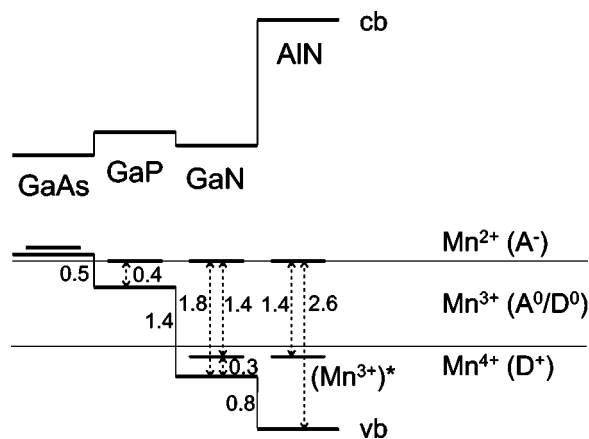 cb
AlN
GaAs
GaP
GaN
Mn²⁺ (A⁻)
0.5
0.4
1.8
1.4
1.4
2.6
Mn³⁺ (A⁰/D⁰)
1.4
0.3
(Mn³⁺)*
Mn⁴⁺ (D⁺)
0.8
vb